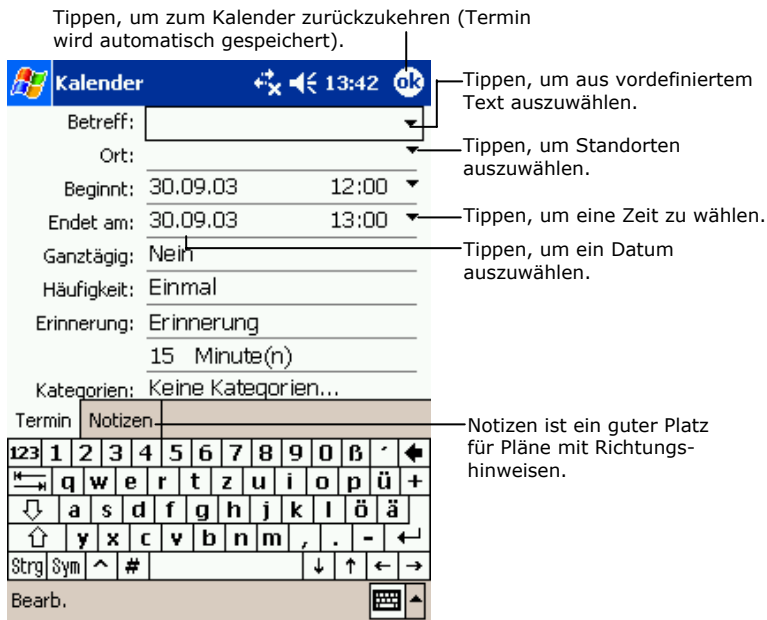 Tippen, um zum Kalender zurückzukehren (Termin
wird automatisch gespeichert).
Kalender 13:42 ok
Tippen, um aus vordefiniertem
Text auszuwählen.
Betreff:
Ort:
Tippen, um Standorten
auszuwählen.
Beginnt: 30.09.03 12:00
Endet am: 30.09.03 13:00
Tippen, um eine Zeit zu wählen.
Ganztägig: Nein
Tippen, um ein Datum
auszuwählen.
Häufigkeit: Einmal
Erinnerung: Erinnerung
15 Minute(n)
Kategorien: Keine Kategorien...
Termin Notizen
Notizen ist ein guter Platz
für Pläne mit Richtungs-
hinweisen.
123 1 2 3 4 5 6 7 8 9 0 ß ´
q w e r t z u i o p ü +
a s d f g h j k l ö ä
y x c v b n m , . -
Strg Sym ^ # ↓ ↑ ← →
Bearb.